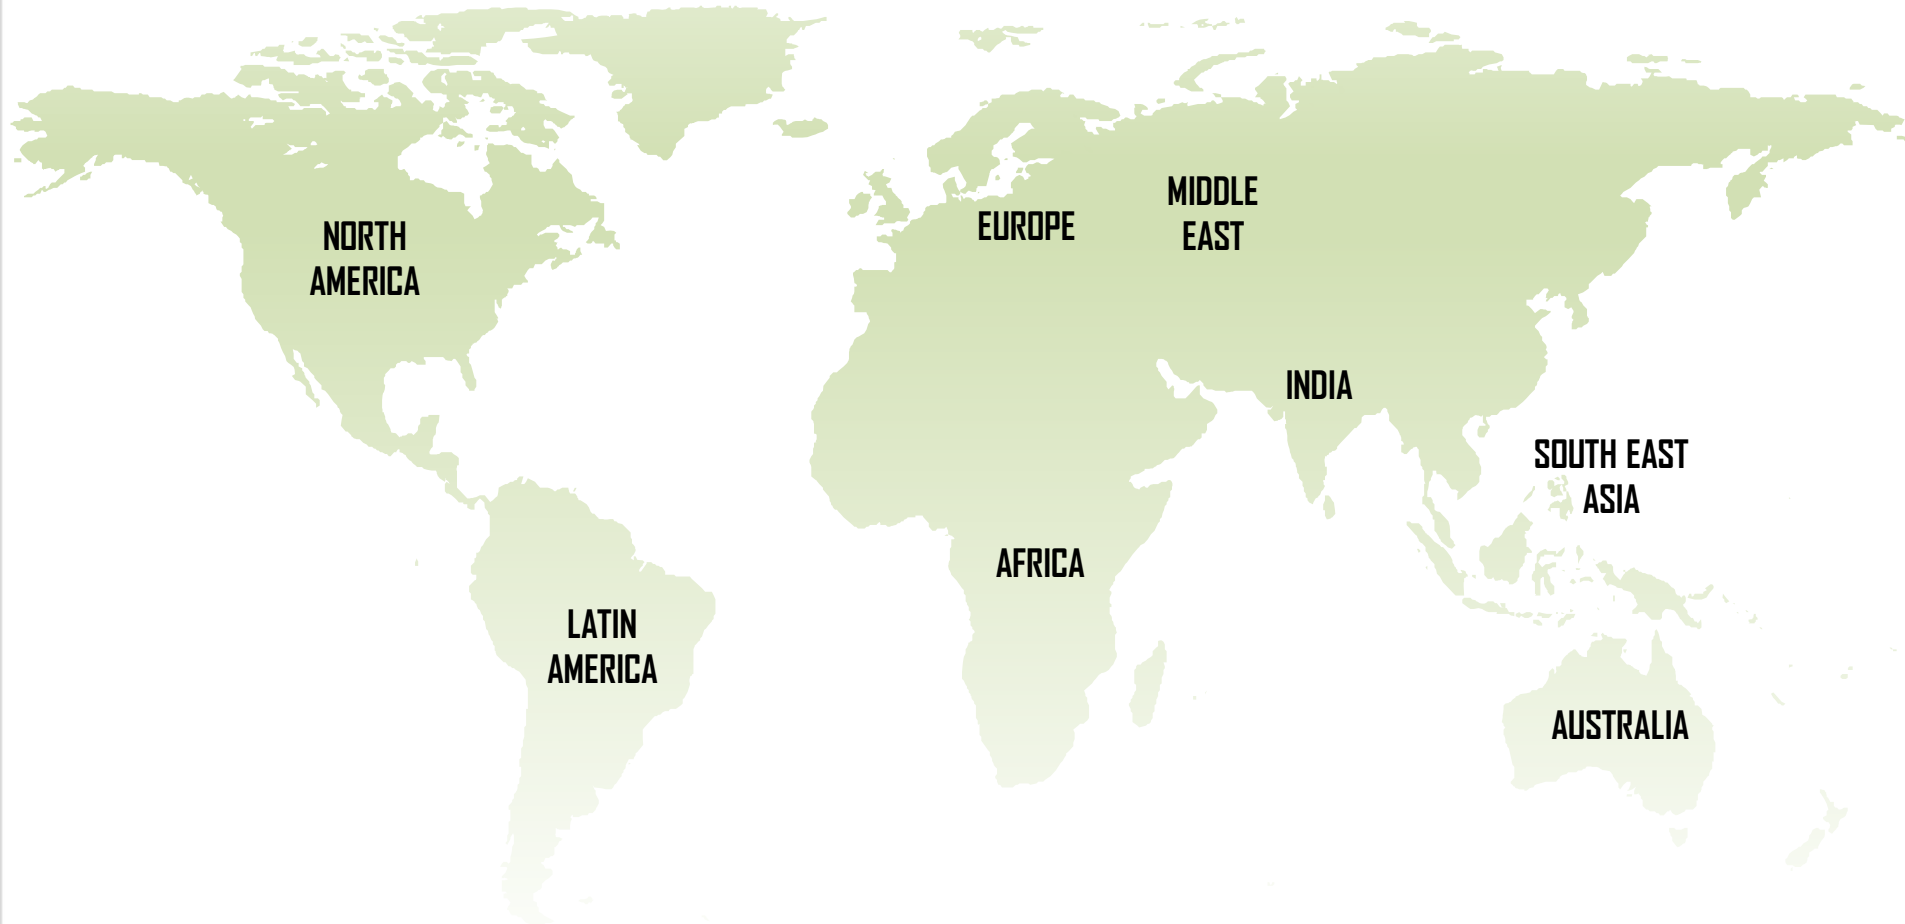 NORTH
AMERICA
EUROPE
MIDDLE
EAST
INDIA
SOUTH EAST
ASIA
AFRICA
LATIN
AMERICA
AUSTRALIA